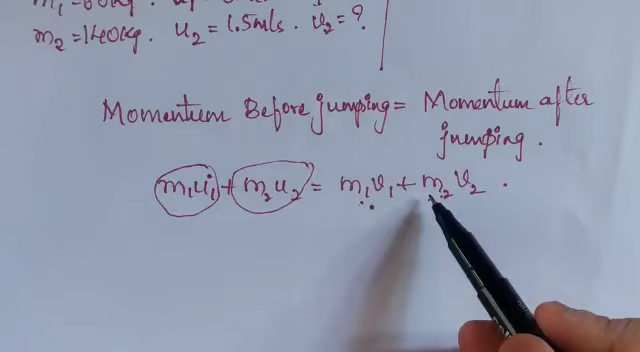 m₂ = 140kg. u₂ = 1.5m/s. v₂ = ?
Momentum Before jumping = Momentum after
jumping.
m₁u₁ + m₂u₂ = m₁v₁ + m₂v₂.